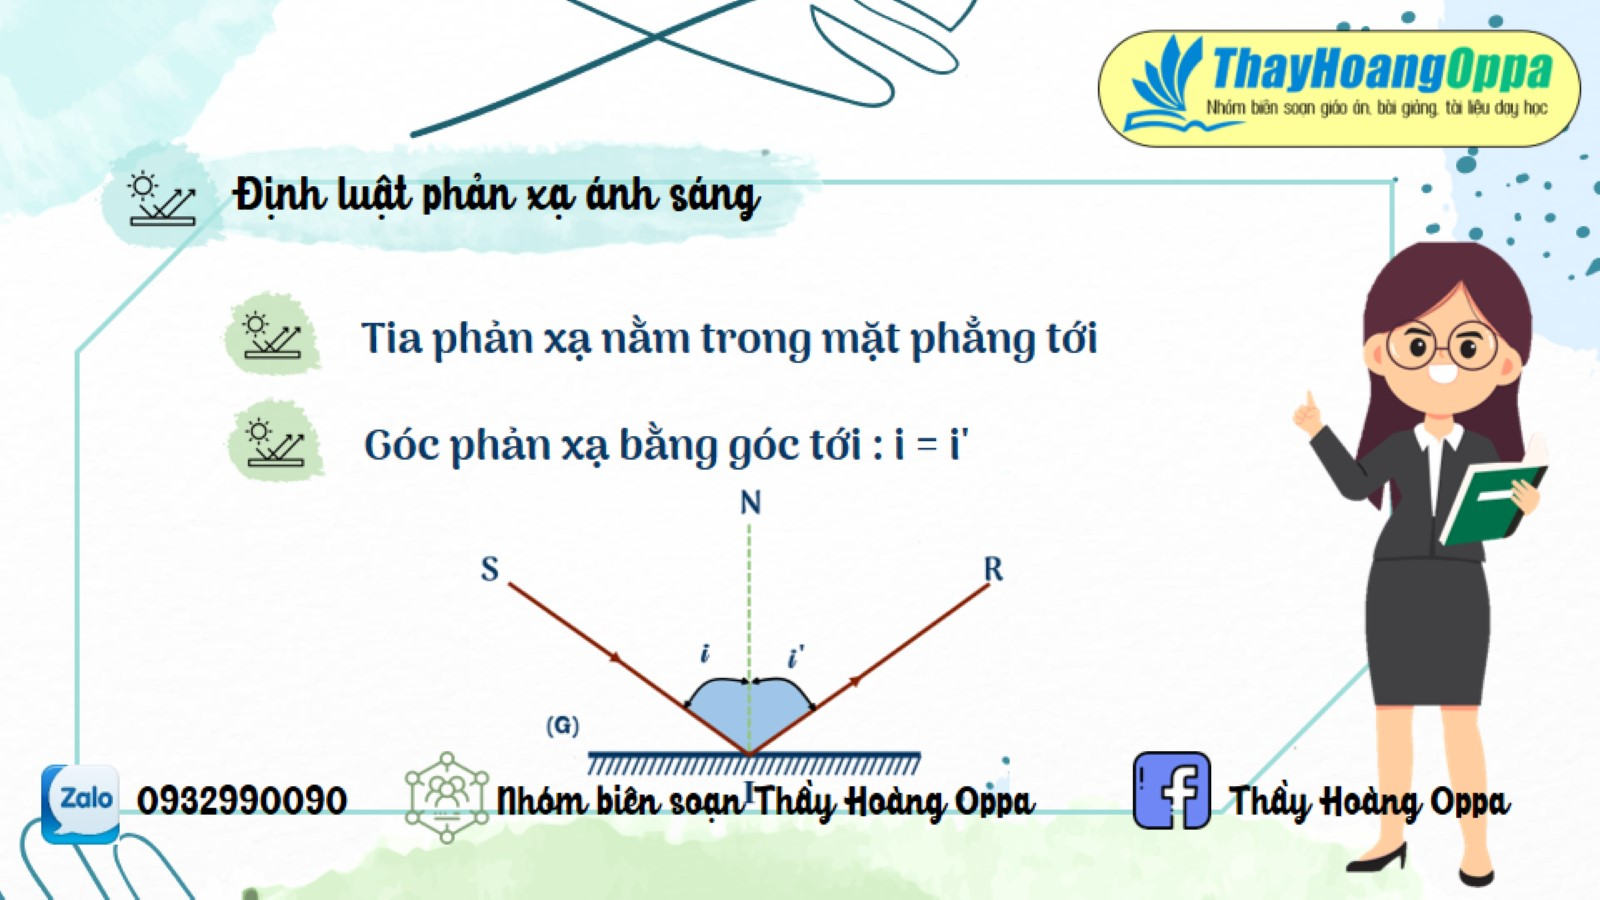 ThayHoangOppa
Nhóm biên soạn giáo án, bài giảng, tài liệu dạy học
Định luật phản xạ ánh sáng
Tia phản xạ nằm trong mặt phẳng tới
Góc phản xạ bằng góc tới : i = i'
N
S
R
i
i'
(G)
I
Zalo
0932990090
Nhóm biên soạn Thầy Hoàng Oppa
Thầy Hoàng Oppa